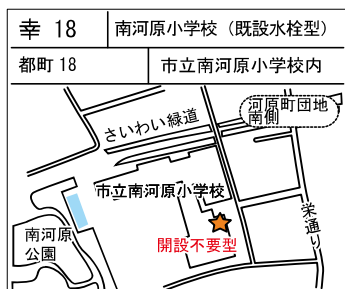 幸 18
南河原小学校（既設水栓型）
都町 18
市立南河原小学校内
河原町団地
南側
さいわい緑道
市立南河原小学校
栄通り
南河原
公園
開設不要型